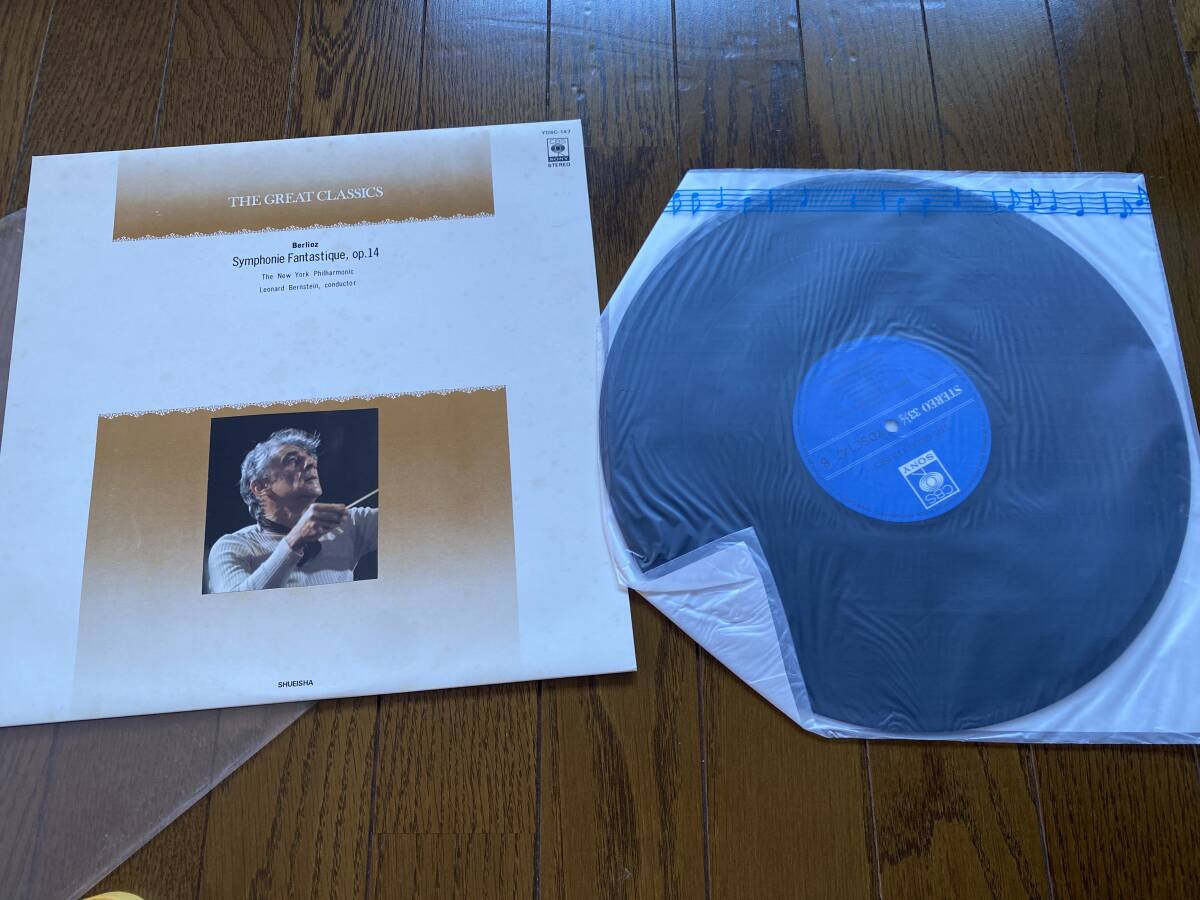 YDSC-147
CBS
SONY
STEREO
THE GREAT CLASSICS
Berlioz
Symphonie Fantastique, op.14
The New York Philharmonic
Leonard Bernstein, conductor
SHUEISHA
STEREO 33⅓
CBS
SONY